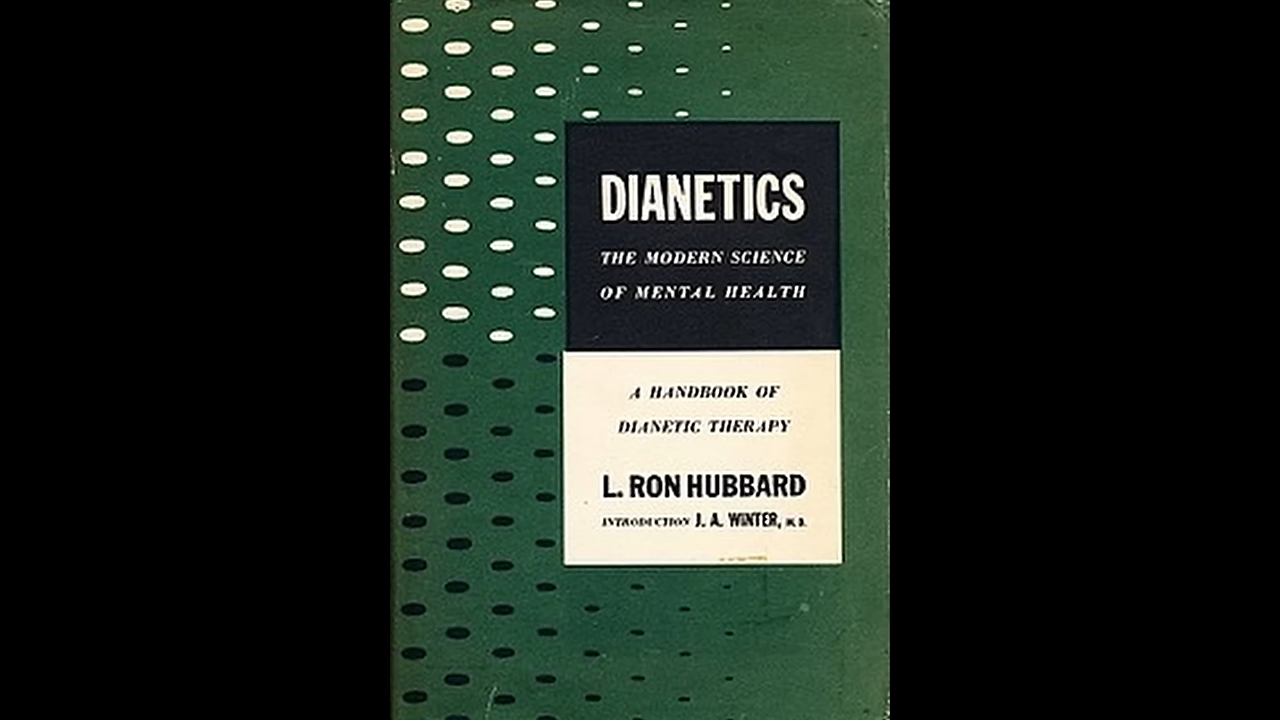 DIANETICS
THE MODERN SCIENCE
OF MENTAL HEALTH
A HANDBOOK OF
DIANETIC THERAPY
L. RON HUBBARD
INTRODUCTION J. A. WINTER, M. D.